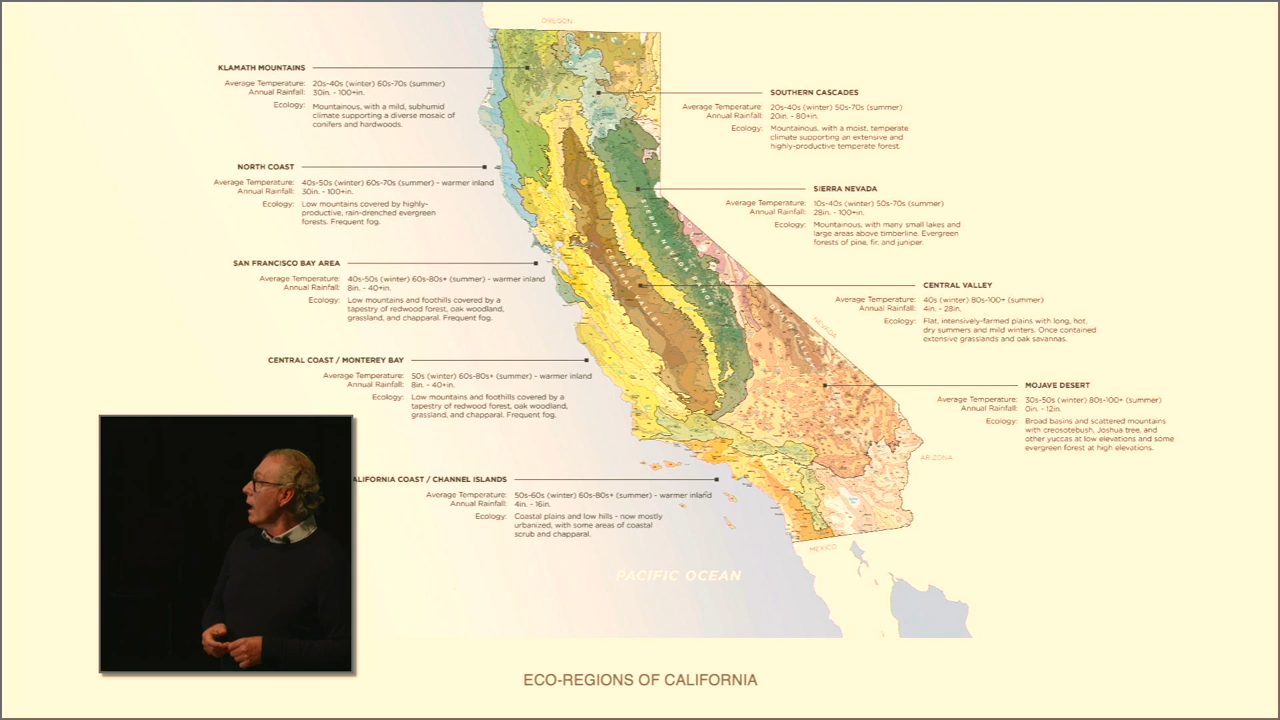 OREGON
KLAMATH MOUNTAINS
Average Temperature: 20s-40s (winter) 60s-70s (summer)
Annual Rainfall: 30in. - 100+in.
Ecology: Mountainous, with a mild, subhumid
climate supporting a diverse mosaic of
conifers and hardwoods.
SOUTHERN CASCADES
Average Temperature: 20s-40s (winter) 50s-70s (summer)
Annual Rainfall: 20in. - 80+in.
Ecology: Mountainous, with a moist, temperate
climate supporting an extensive and
highly-productive temperate forest.
NORTH COAST
Average Temperature: 40s-50s (winter) 60s-70s (summer) - warmer inland
Annual Rainfall: 30in. - 100+in.
Ecology: Low mountains covered by highly-
productive, rain-drenched evergreen
forests. Frequent fog.
SIERRA NEVADA
Average Temperature: 10s-40s (winter) 50s-70s (summer)
Annual Rainfall: 28in. - 100+in.
Ecology: Mountainous, with many small lakes and
large areas above timberline. Evergreen
forests of pine, fir, and juniper.
SAN FRANCISCO BAY AREA
Average Temperature: 40s-50s (winter) 60s-80s+ (summer) - warmer inland
Annual Rainfall: 8in. - 40+in.
Ecology: Low mountains and foothills covered by a
tapestry of redwood forest, oak woodland,
grassland, and chapparal. Frequent fog.
CENTRAL VALLEY
Average Temperature: 40s (winter) 80s-100+ (summer)
Annual Rainfall: 4in. - 28in.
Ecology: Flat, intensively-farmed plains with long, hot,
dry summers and mild winters. Once contained
extensive grasslands and oak savannas.
NEVADA
CENTRAL COAST / MONTEREY BAY
Average Temperature: 50s (winter) 60s-80s+ (summer) - warmer inland
Annual Rainfall: 8in. - 40+in.
Ecology: Low mountains and foothills covered by a
tapestry of redwood forest, oak woodland,
grassland, and chapparal. Frequent fog.
MOJAVE DESERT
Average Temperature: 30s-50s (winter) 80s-100+ (summer)
Annual Rainfall: 0in. - 12in.
Ecology: Broad basins and scattered mountains
with creosotebush, Joshua tree, and
other yuccas at low elevations and some
evergreen forest at high elevations.
ARIZONA
ALIFORNIA COAST / CHANNEL ISLANDS
Average Temperature: 50s-60s (winter) 60s-80s+ (summer) - warmer inland
Annual Rainfall: 4in. - 16in.
Ecology: Coastal plains and low hills - now mostly
urbanized, with some areas of coastal
scrub and chapparal.
MEXICO
PACIFIC OCEAN
ECO-REGIONS OF CALIFORNIA